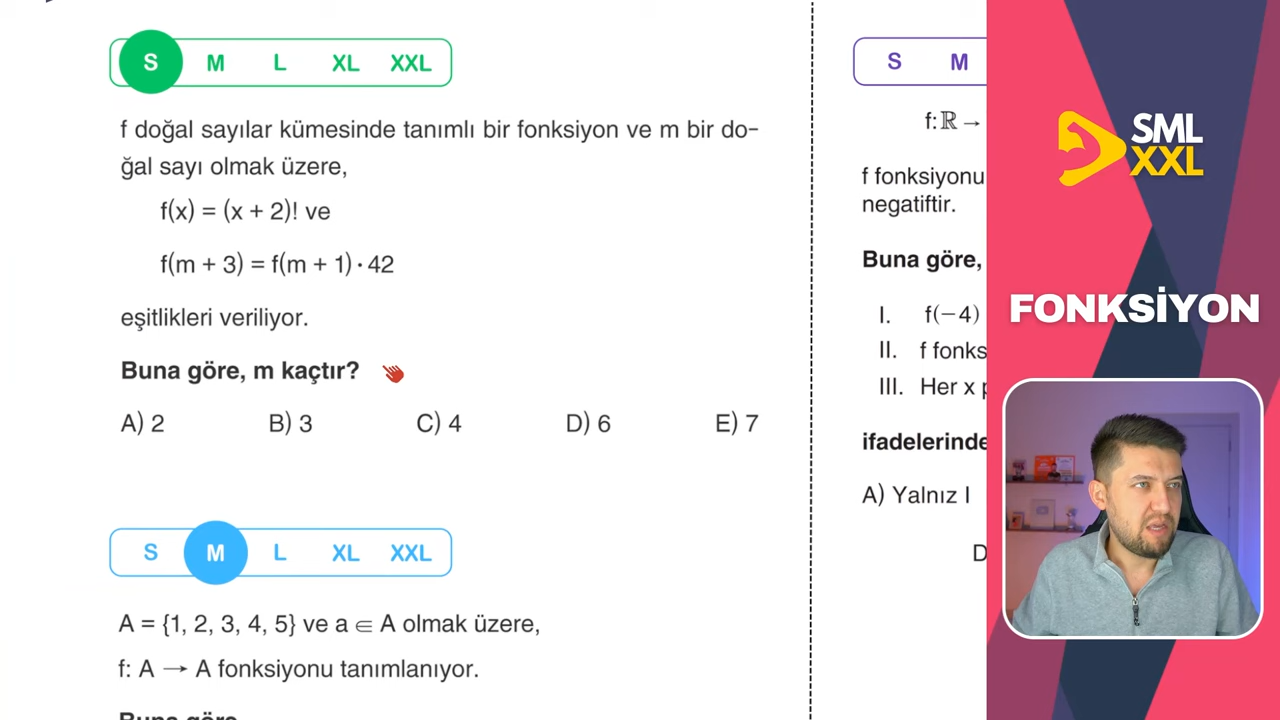 S M L XL XXL
f doğal sayılar kümesinde tanımlı bir fonksiyon ve m bir do-
ğal sayı olmak üzere,
f(x) = (x + 2)! ve
f(m + 3) = f(m + 1) · 42
eşitlikleri veriliyor.
Buna göre, m kaçtır?
A) 2 B) 3 C) 4 D) 6 E) 7
S M L XL XXL
A = {1, 2, 3, 4, 5} ve a ∈ A olmak üzere,
f: A → A fonksiyonu tanımlanıyor.
Buna göre,
S M
f: ℝ →
f fonksiyonu
negatiftir.
Buna göre,
I. f(−4)
II. f fonks
III. Her x p
ifadelerinde
A) Yalnız I
D
SML
XXL
FONKSİYON